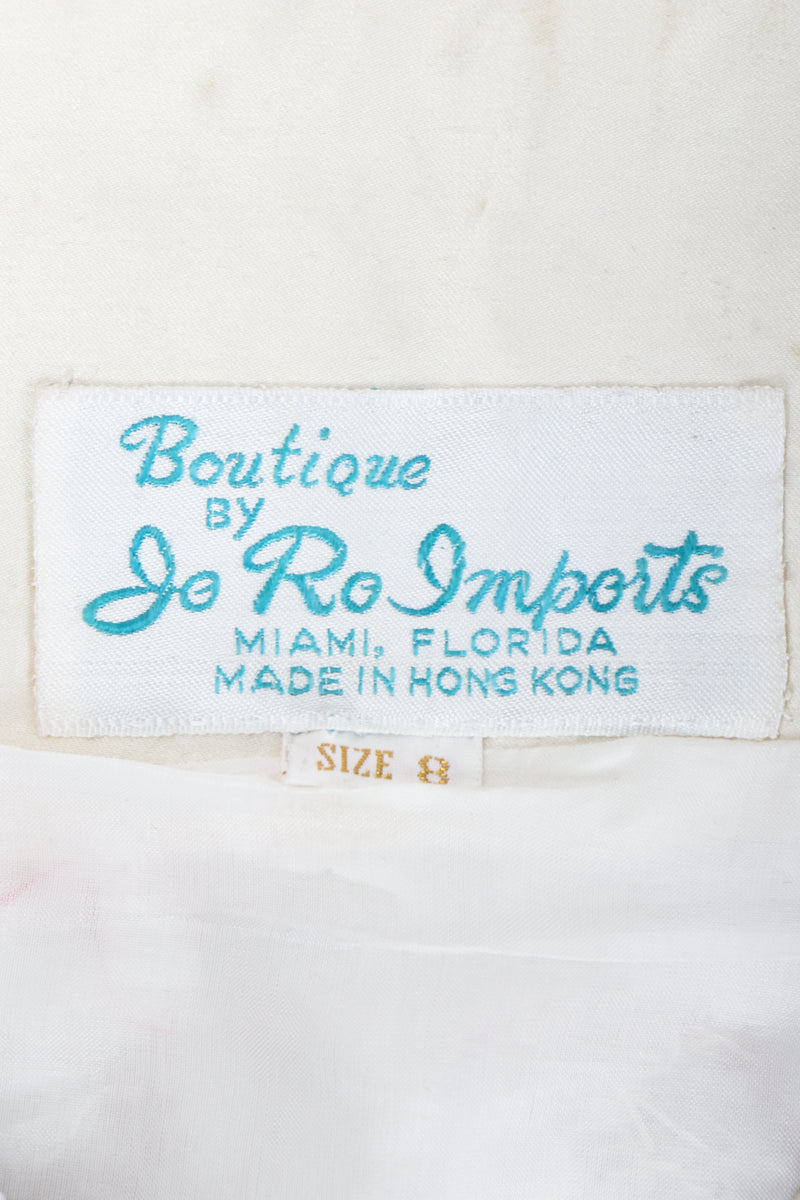 Boutique
BY
Jo Ro Imports
MIAMI, FLORIDA
MADE IN HONG KONG
SIZE 8